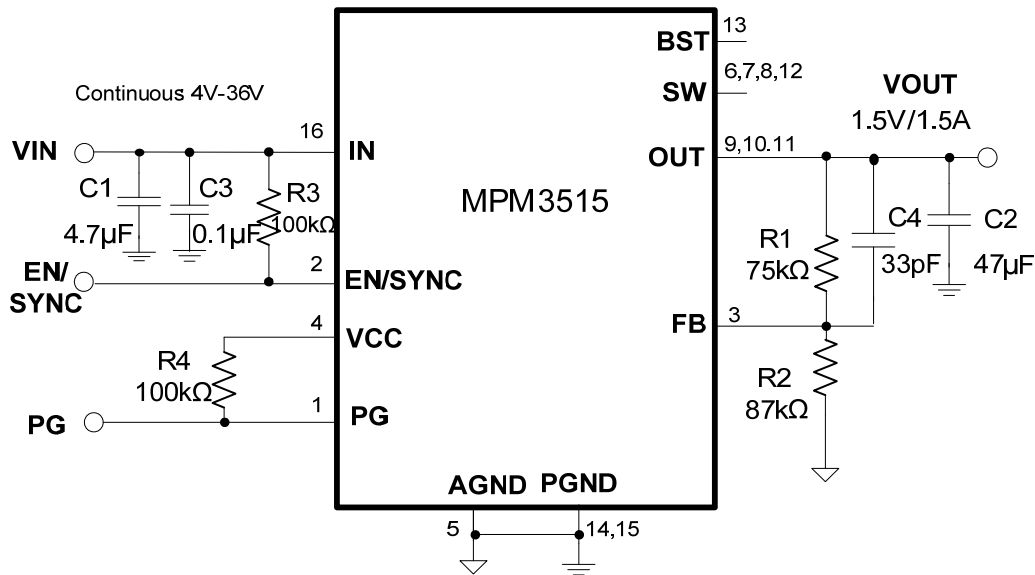 Continuous 4V-36V
VIN
16
IN
C1
4.7µF
C3
0.1µF
R3
100kΩ
EN/
SYNC
2
EN/SYNC
4
VCC
R4
100kΩ
PG
1
PG
MPM3515
BST
13
SW
6,7,8,12
OUT
9,10.11
VOUT
1.5V/1.5A
R1
75kΩ
C4
33pF
C2
47µF
FB
3
R2
87kΩ
AGND
PGND
5
14,15